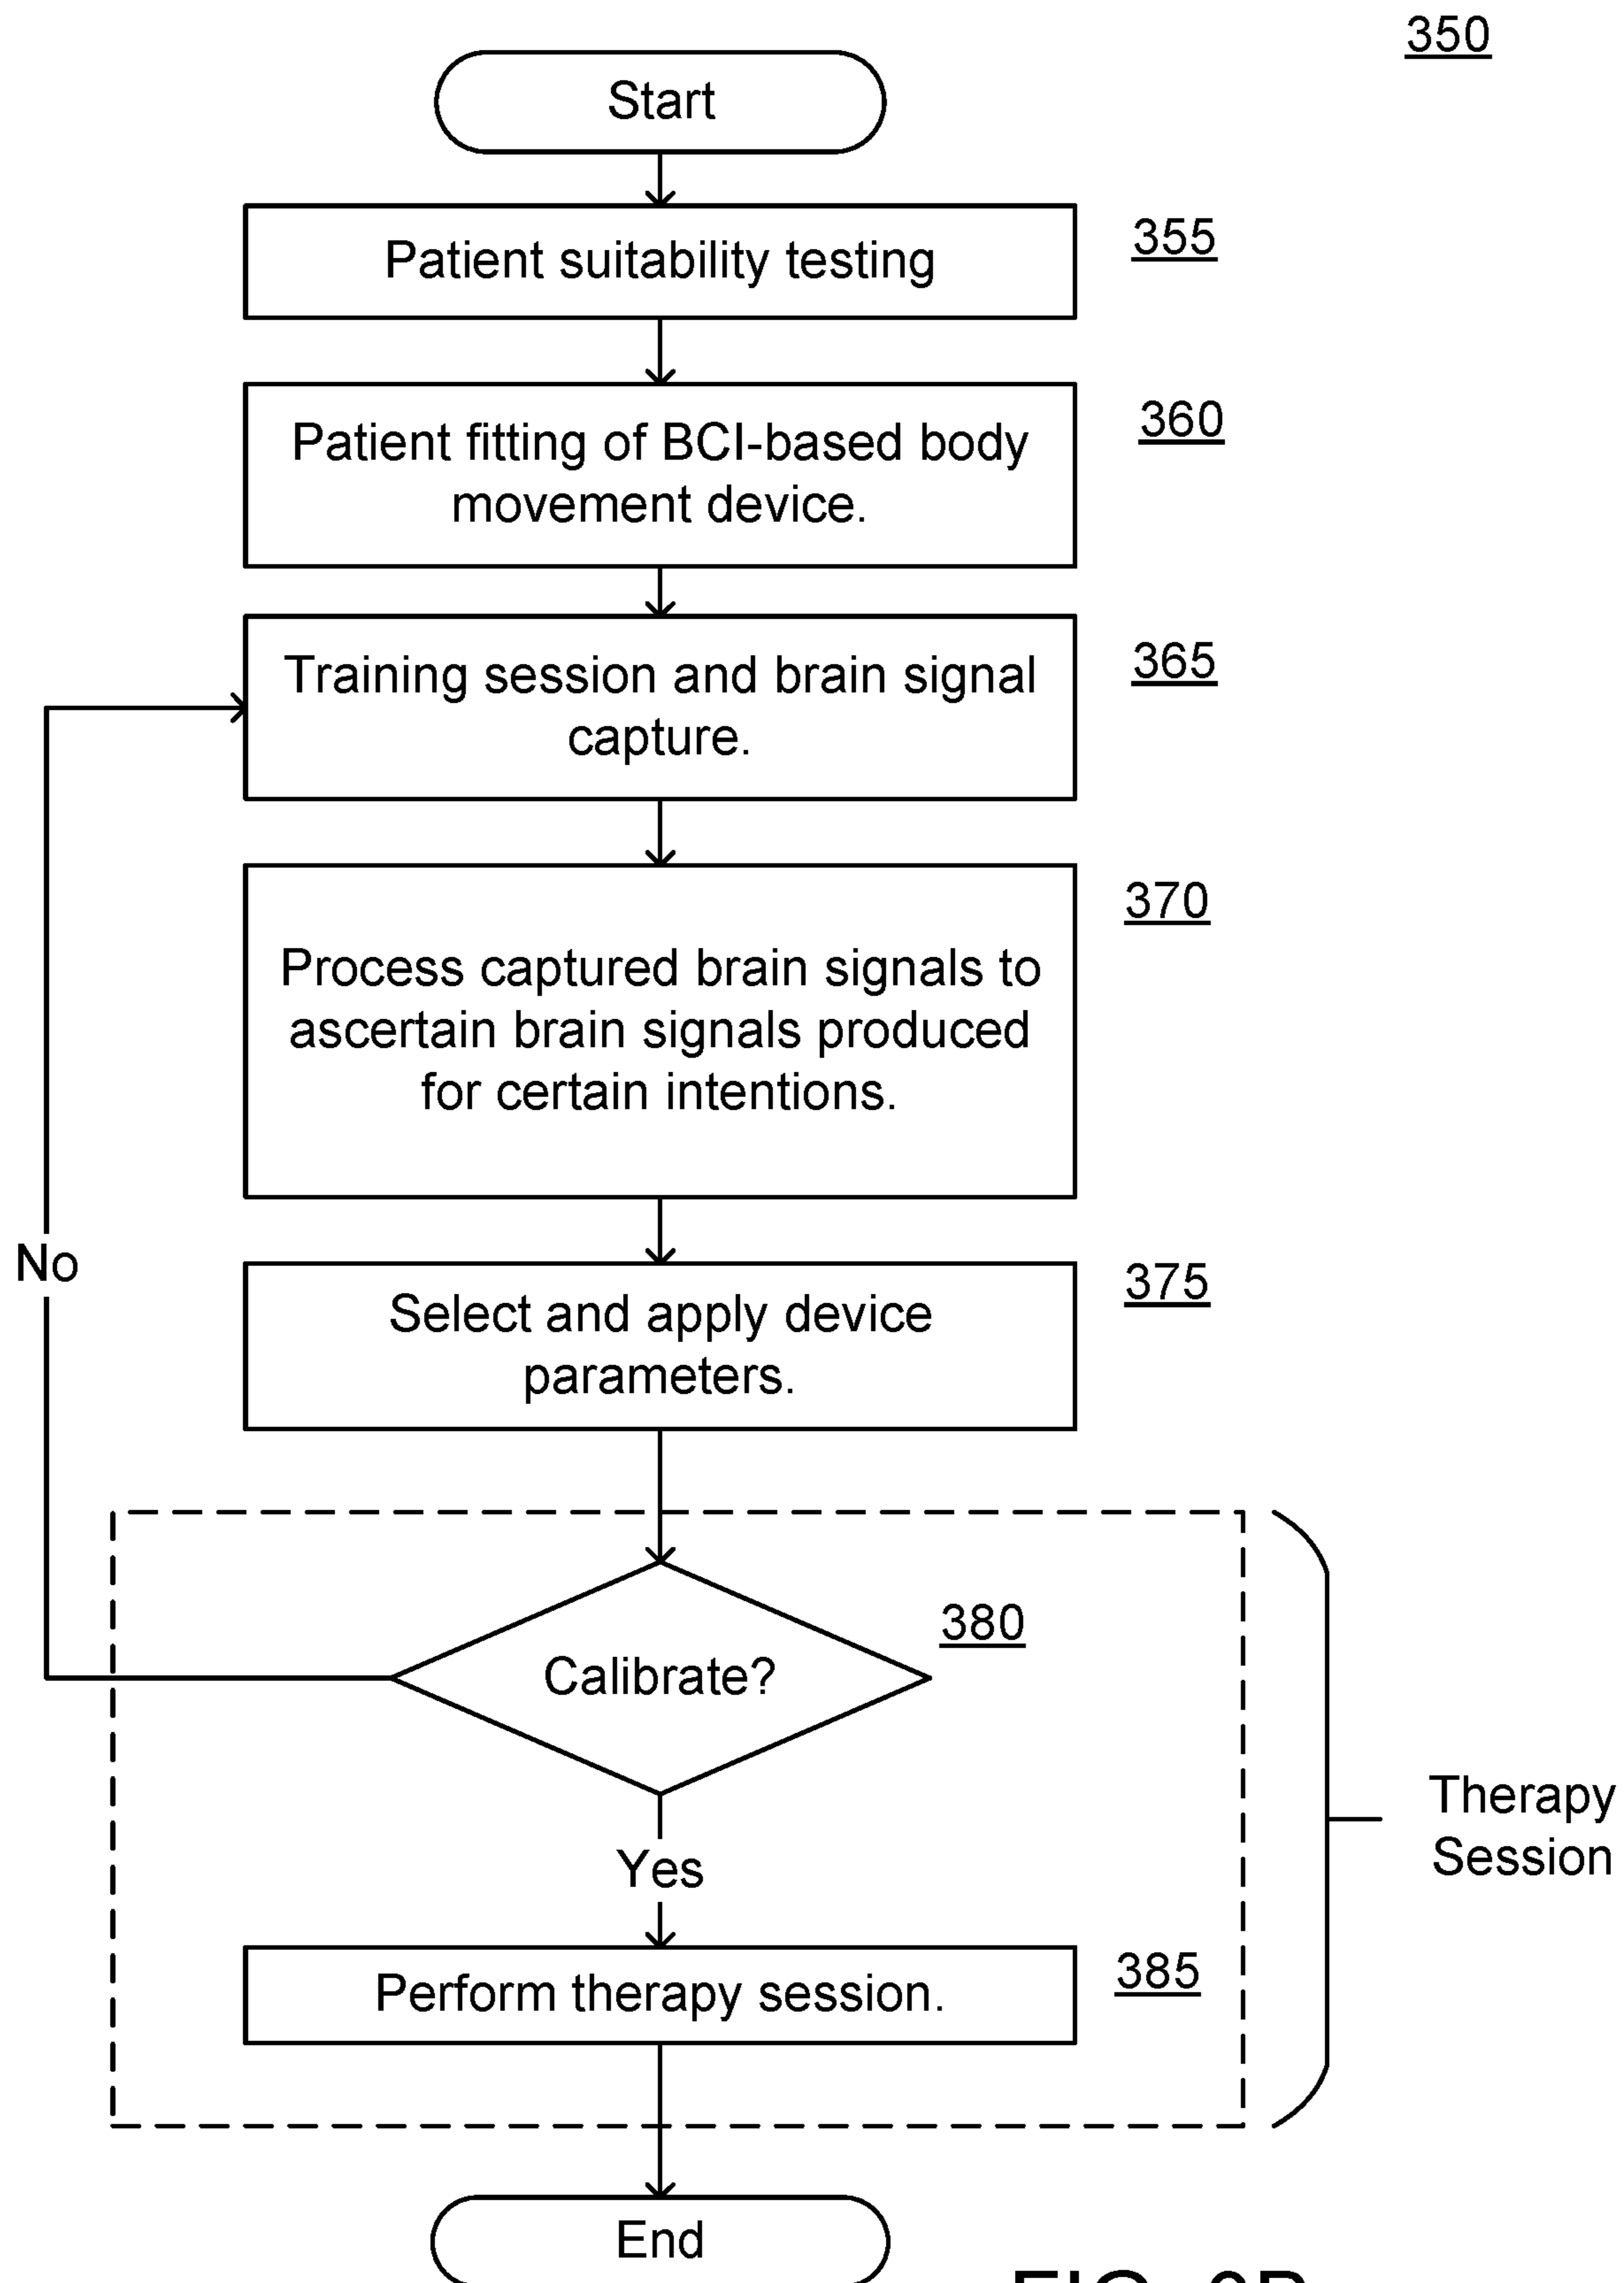 350
Start
Patient suitability testing
355
Patient fitting of BCI-based body
movement device.
360
Training session and brain signal
capture.
365
Process captured brain signals to
ascertain brain signals produced
for certain intentions.
370
No
Select and apply device
parameters.
375
Calibrate?
380
Therapy
Session
Yes
Perform therapy session.
385
End